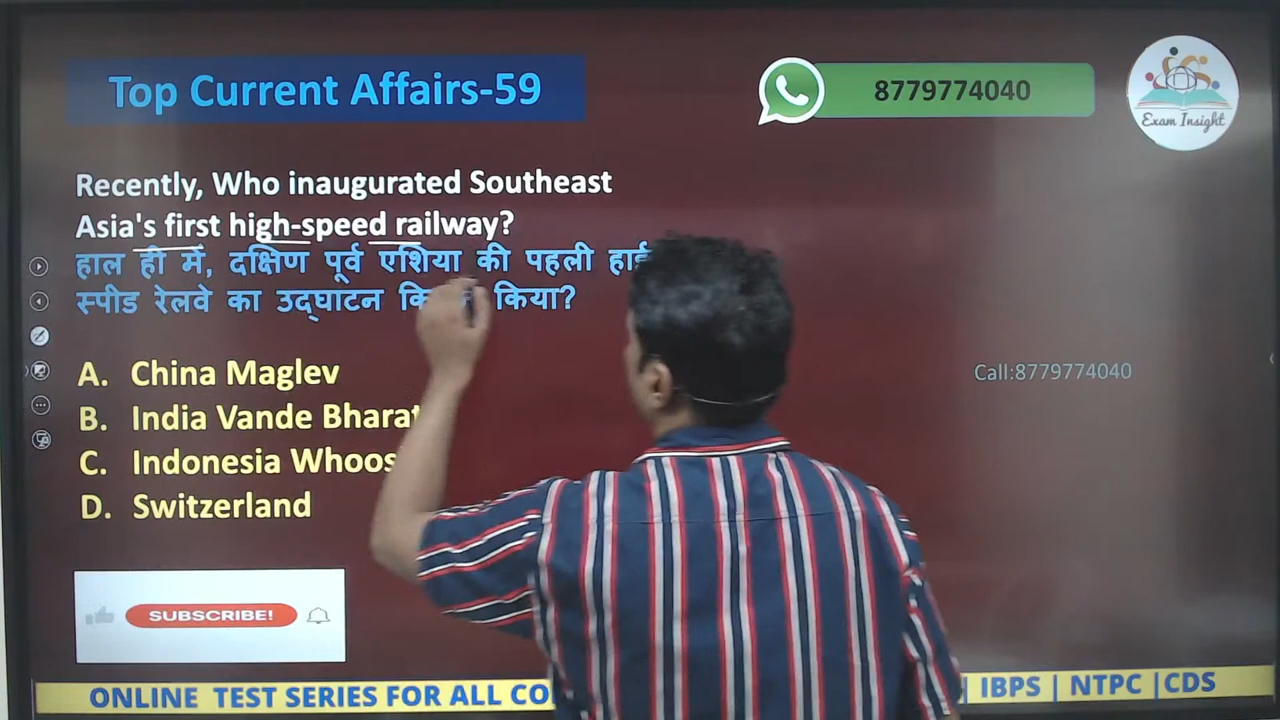 Top Current Affairs-59
8779774040
Exam Insight
Recently, Who inaugurated Southeast
Asia's first high-speed railway?
हाल ही में, दक्षिण पूर्व एशिया की पहली
स्पीड रेलवे का उद्घाटन किया?
Call:8779774040
A. China Maglev
B. India Vande Bharat
C. Indonesia
D. Switzerland
SUBSCRIBE!
ONLINE TEST SERIES FOR ALL | IBPS | NTPC |CDS